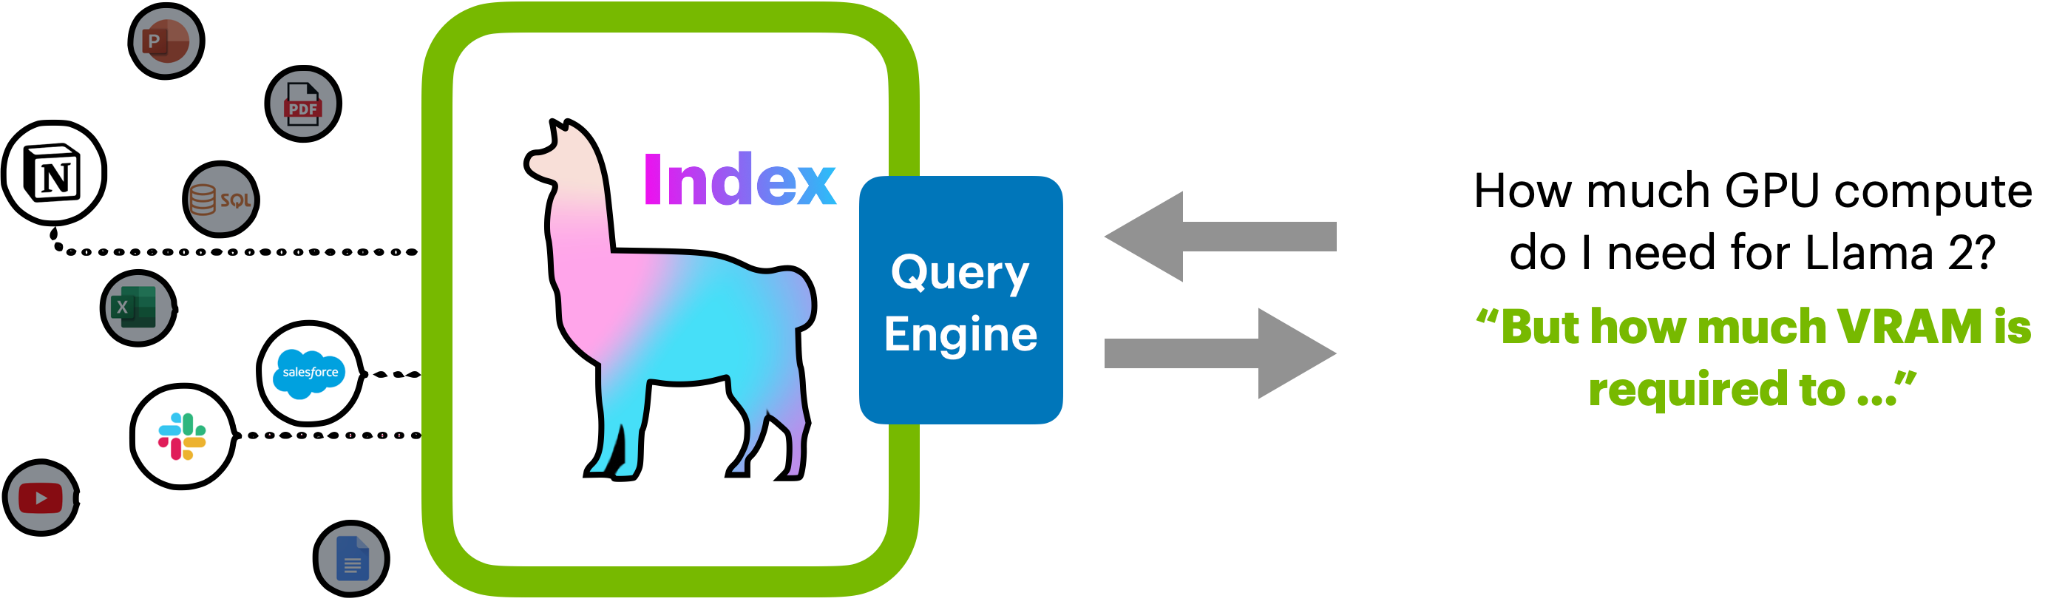 P
PDF
N
SQL
X
salesforce
Index
Query
Engine
How much GPU compute
do I need for Llama 2?
“But how much VRAM is
required to ...”